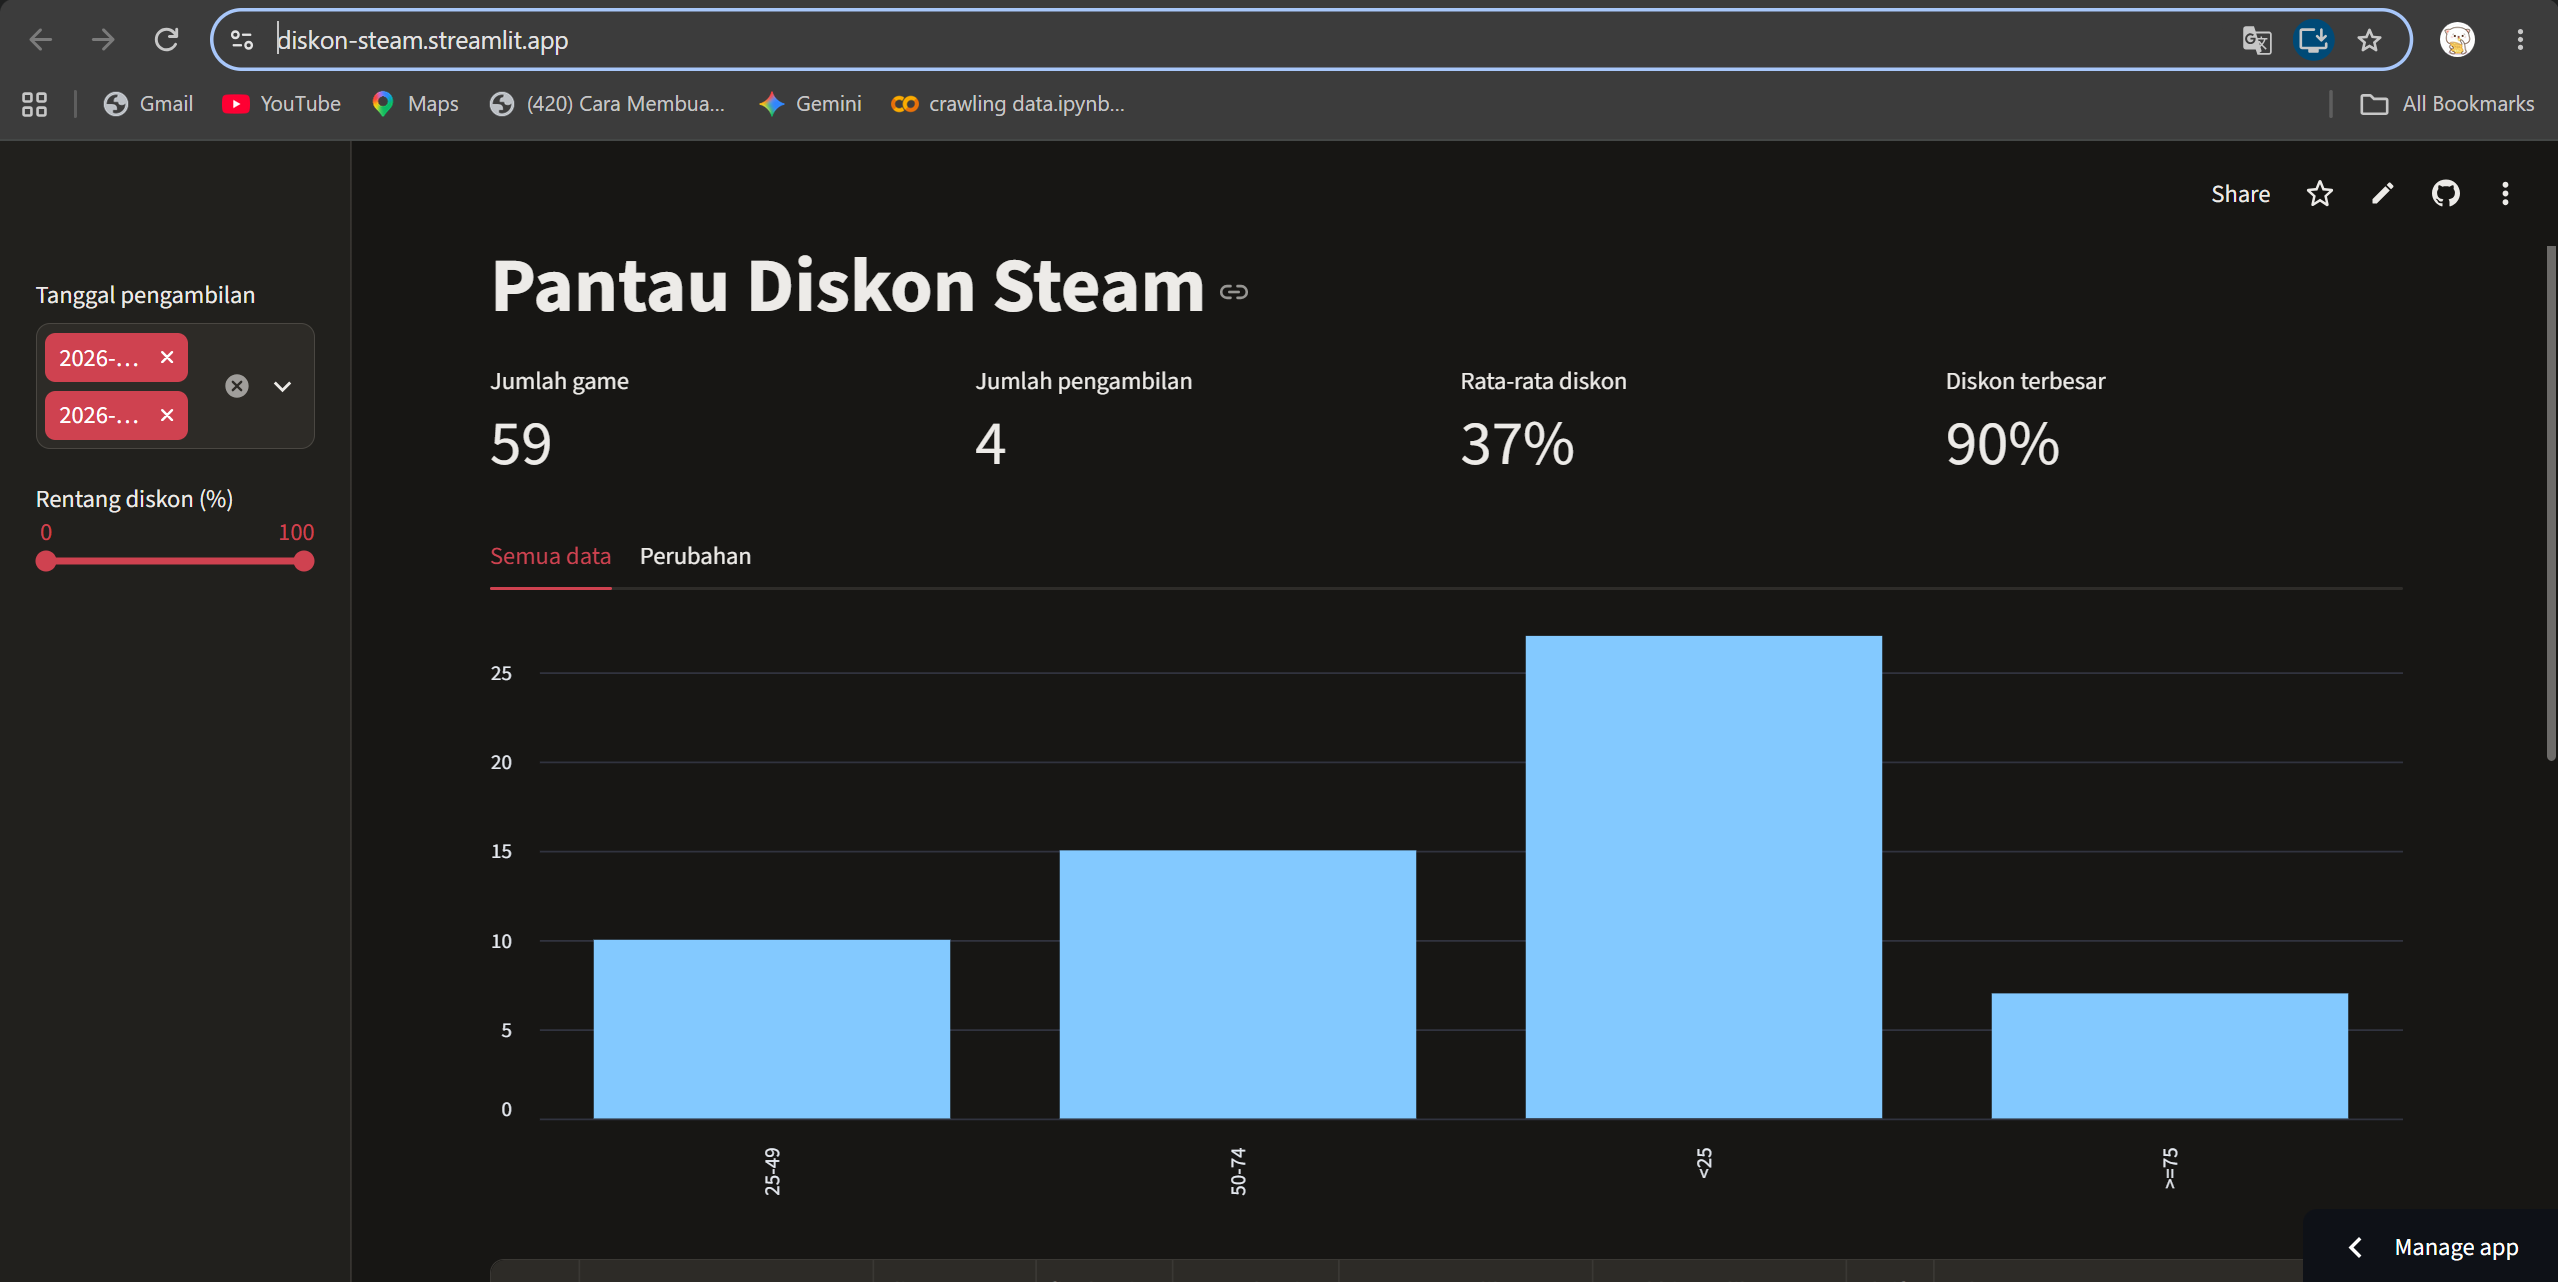 diskon-steam.streamlit.app
Gmail
YouTube
Maps
(420) Cara Membua...
Gemini
crawling data.ipynb...
All Bookmarks
Share
Tanggal pengambilan
2026-...
2026-...
Rentang diskon (%)
0 100
Pantau Diskon Steam
Jumlah game
59
Jumlah pengambilan
4
Rata-rata diskon
37%
Diskon terbesar
90%
Semua data
Perubahan
25
20
15
10
5
0
25-49
50-74
<25
>=75
Manage app